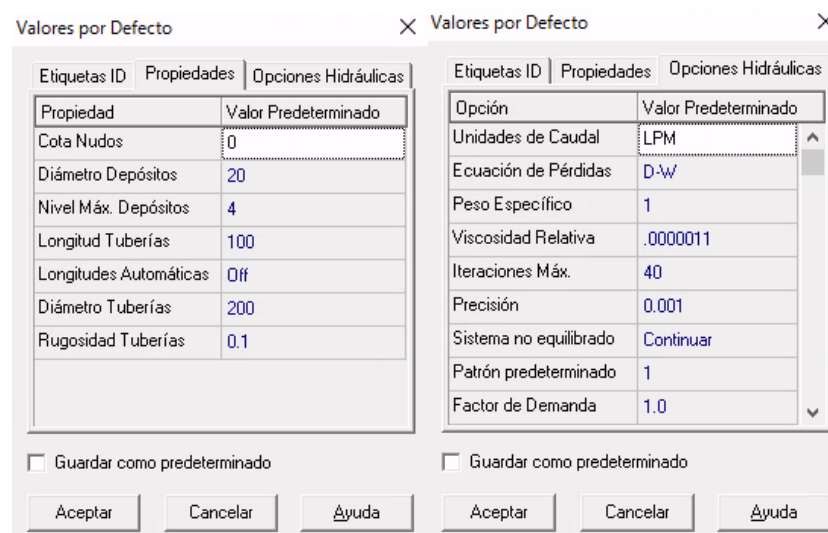 Valores por Defecto
Etiquetas ID Propiedades Opciones Hidráulicas
Propiedad Valor Predeterminado
Cota Nudos 0
Diámetro Depósitos 20
Nivel Máx. Depósitos 4
Longitud Tuberías 100
Longitudes Automáticas Off
Diámetro Tuberías 200
Rugosidad Tuberías 0.1
Guardar como predeterminado
Aceptar Cancelar Ayuda
Valores por Defecto
Etiquetas ID Propiedades Opciones Hidráulicas
Opción Valor Predeterminado
Unidades de Caudal LPM
Ecuación de Pérdidas D-W
Peso Específico 1
Viscosidad Relativa .0000011
Iteraciones Máx. 40
Precisión 0.001
Sistema no equilibrado Continuar
Patrón predeterminado 1
Factor de Demanda 1.0
Guardar como predeterminado
Aceptar Cancelar Ayuda